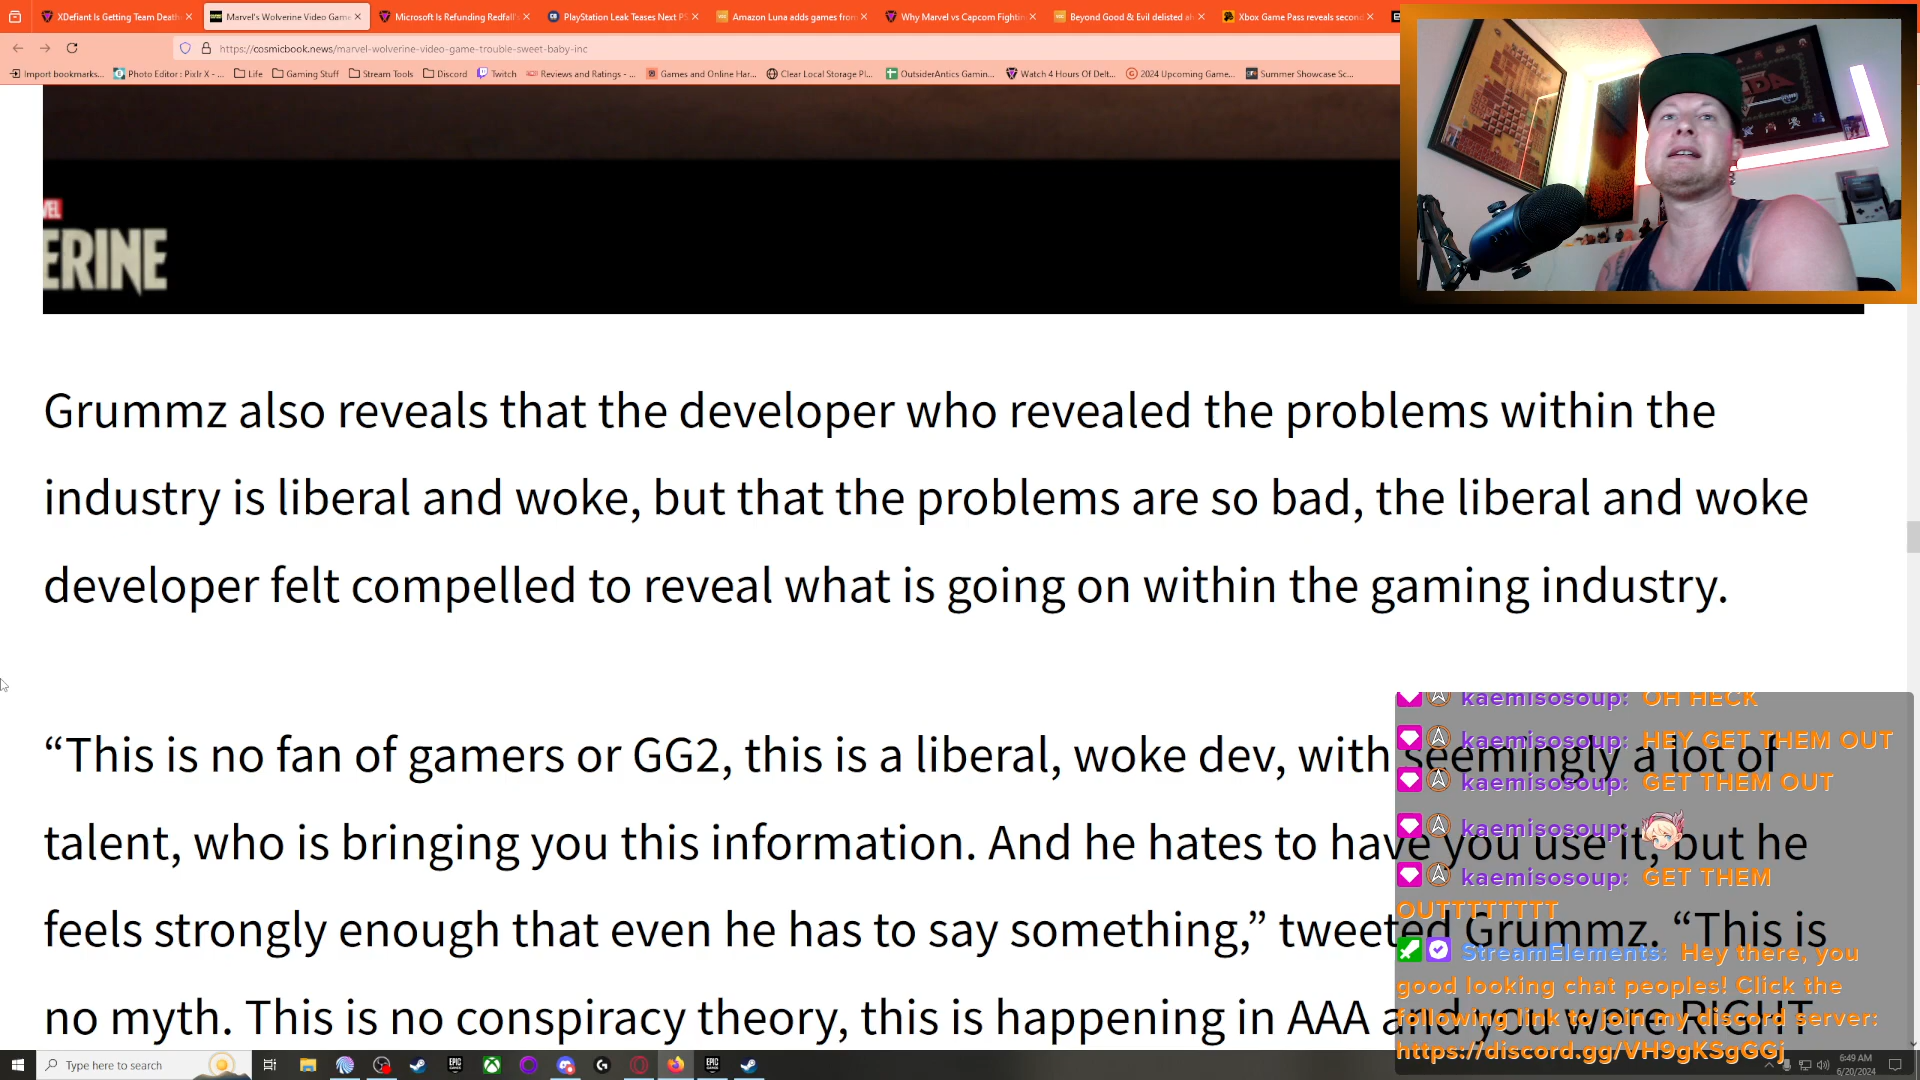 XDefiant Is Getting Team Death
Marvel's Wolverine Video Game
Microsoft Is Refunding Redfall's
PlayStation Leak Teases Next PS
Amazon Luna adds games from
Why Marvel vs Capcom Fightin
Beyond Good & Evil delisted a
Xbox Game Pass reveals second
https://cosmicbook.news/marvel-wolverine-video-game-trouble-sweet-baby-inc
Import bookmarks...
Photo Editor : Pixlr X - ...
Life
Gaming Stuff
Stream Tools
Discord
Twitch
Reviews and Ratings - ...
Games and Online Har...
Clear Local Storage Pl...
OutsiderAntics Gamin...
Watch 4 Hours Of Delt...
2024 Upcoming Game...
Summer Showcase Sc...
VEL
ERINE
Grummz also reveals that the developer who revealed the problems within the
industry is liberal and woke, but that the problems are so bad, the liberal and woke
developer felt compelled to reveal what is going on within the gaming industry.
“This is no fan of gamers or GG2, this is a liberal, woke dev, with seemingly a lot of
talent, who is bringing you this information. And he hates to have you use it, but he
feels strongly enough that even he has to say something,” tweeted Grummz. “This is
no myth. This is no conspiracy theory, this is happening in AAA and you were RIGHT
kaemisosoup: OH HECK
kaemisosoup: HEY GET THEM OUT
kaemisosoup: GET THEM OUT
kaemisosoup:
kaemisosoup: GET THEM
OUTTTTTTTT
StreamElements: Hey there, you
good looking chat peoples! Click the
following link to join my discord server:
https://discord.gg/VH9gKSgGGj
Type here to search
6:49 AM
6/20/2024